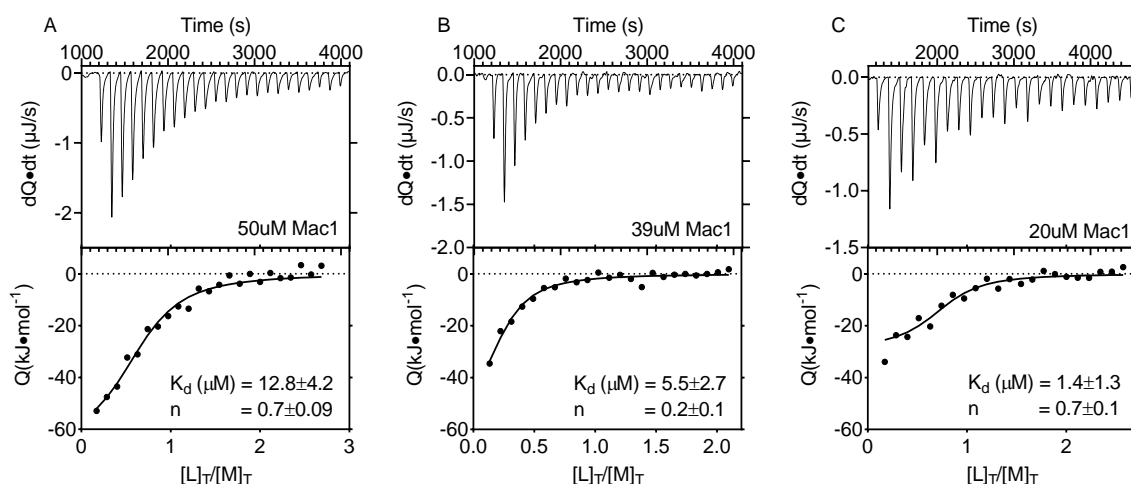 A
Time (s)
1000 2000 3000 4000
0
-1
-2
dQ•dt (µJ/s)
50uM Mac1
0
-20
-40
-60
Q(kJ•mol-1)
Kd (µM) = 12.8±4.2
n = 0.7±0.09
0 1 2 3
[L]T/[M]T
B
Time (s)
1000 2000 3000 4000
0.0
-0.5
-1.0
-1.5
-2.0
dQ•dt (µJ/s)
39uM Mac1
0
-20
-40
-60
Q(kJ•mol-1)
Kd (µM) = 5.5±2.7
n = 0.2±0.1
0.0 0.5 1.0 1.5 2.0
[L]T/[M]T
C
Time (s)
2000 3000 4000
0.0
-0.5
-1.0
-1.5
dQ•dt (µJ/s)
20uM Mac1
0
-20
-40
-60
Q(kJ•mol-1)
Kd (µM) = 1.4±1.3
n = 0.7±0.1
0 1 2
[L]T/[M]T